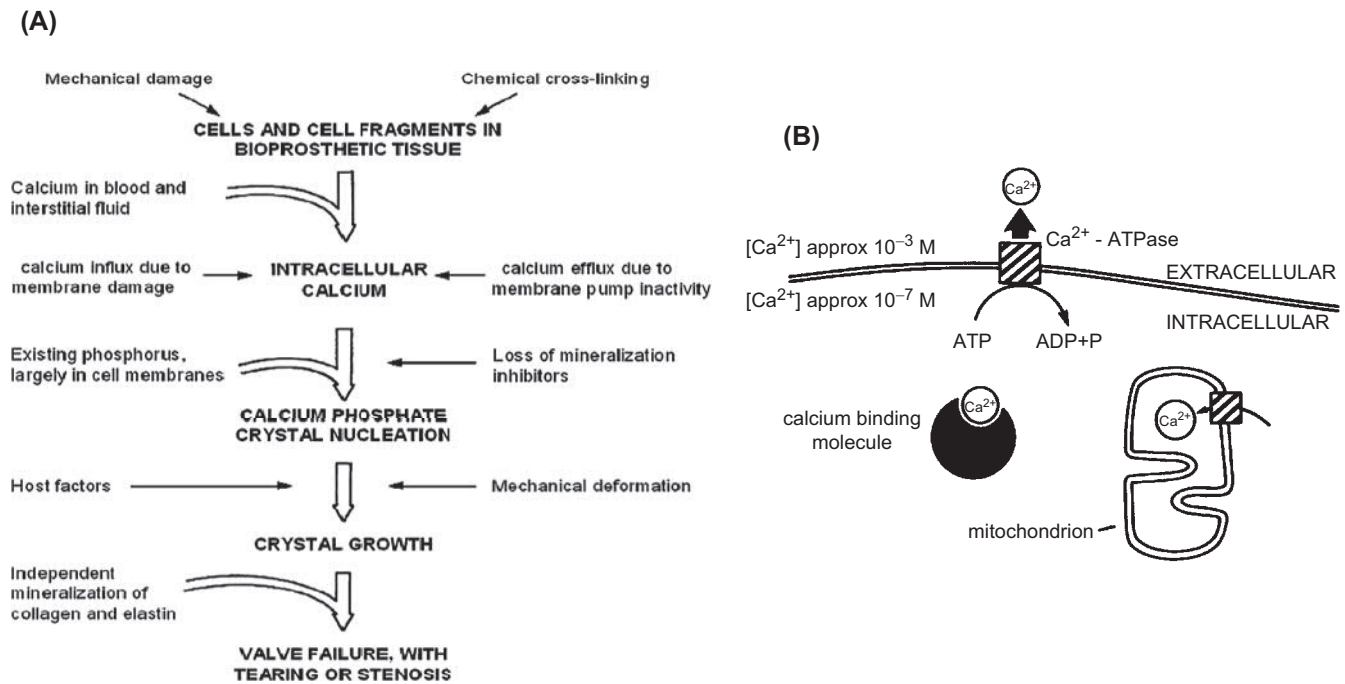 (A)
Mechanical damage
Chemical cross-linking
CELLS AND CELL FRAGMENTS IN
BIOPROSTHETIC TISSUE
Calcium in blood and
interstitial fluid
calcium influx due to
membrane damage
INTRACELLULAR
CALCIUM
calcium efflux due to
membrane pump inactivity
Existing phosphorus,
largely in cell membranes
Loss of mineralization
inhibitors
CALCIUM PHOSPHATE
CRYSTAL NUCLEATION
Host factors
Mechanical deformation
CRYSTAL GROWTH
Independent
mineralization of
collagen and elastin
VALVE FAILURE, WITH
TEARING OR STENOSIS
(B)
Ca²⁺
[Ca²⁺] approx 10⁻³ M
Ca²⁺ - ATPase
EXTRACELLULAR
[Ca²⁺] approx 10⁻⁷ M
INTRACELLULAR
ATP
ADP+P
Ca²⁺
calcium binding
molecule
Ca²⁺
mitochondrion